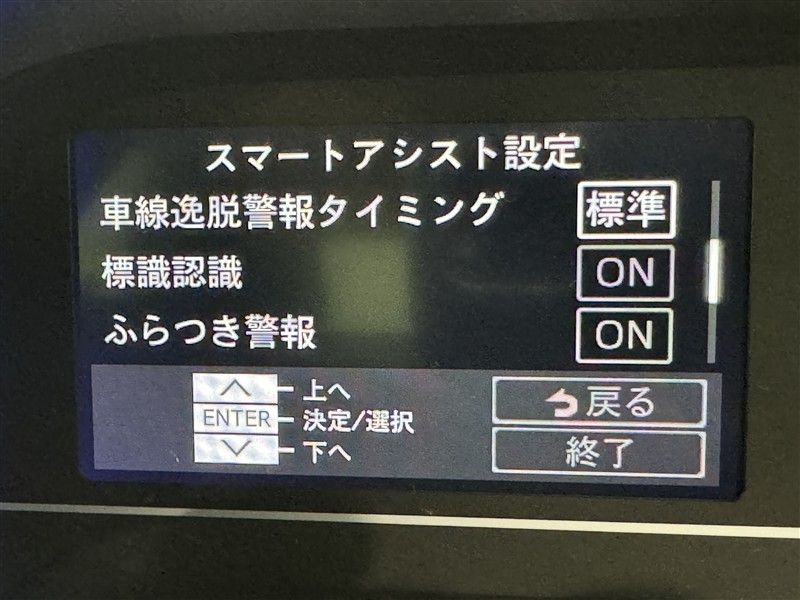 スマートアシスト設定
車線逸脱警報タイミング 標準
標識認識 ON
ふらつき警報 ON
上へ
ENTER 決定/選択
下へ
戻る
終了